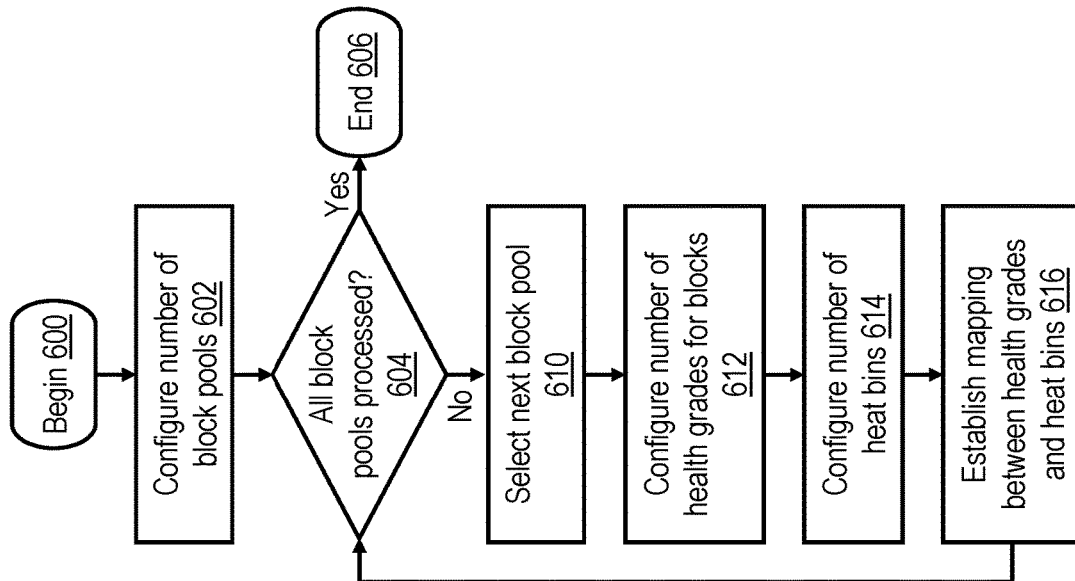 Begin 600
Configure number of
block pools 602
All block
pools processed?
604
Yes
End 606
No
Select next block pool
610
Configure number of
health grades for blocks
612
Configure number of
heat bins 614
Establish mapping
between health grades
and heat bins 616